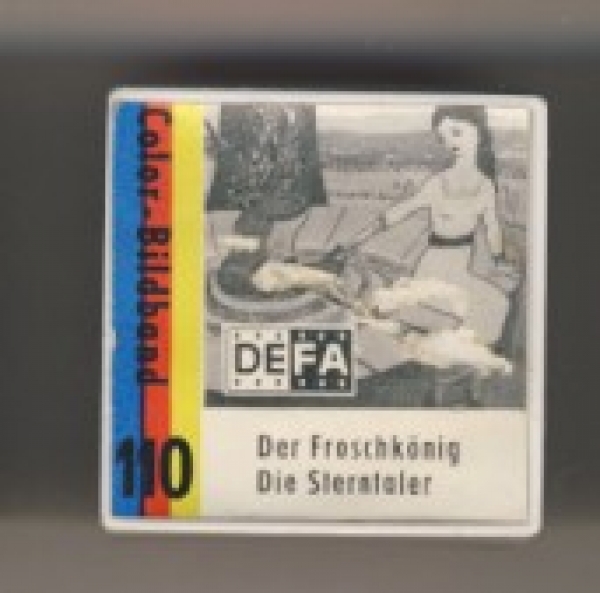 Color-Bildband
DEFA
110
Der Froschkönig
Die Sterntaler